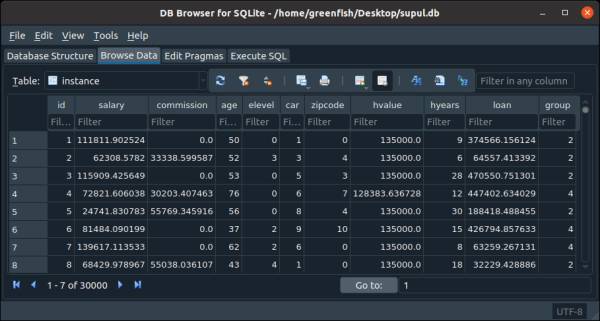 DB Browser for SQLite - /home/greenfish/Desktop/supul.db
File Edit View Tools Help
Database Structure Browse Data Edit Pragmas Execute SQL
Table: instance Filter in any column
id salary commission age elevel car zipcode hvalue hyears loan group
Fil... Filter Filter Fi... Filter Fi... Filter Filter Filter Filter Filter
1 1 111811.902524 0.0 50 0 1 0 135000.0 9 374566.156124 2
2 2 62308.5782 33338.599587 52 3 3 4 135000.0 6 64557.413392 2
3 3 115909.425649 0.0 53 0 5 3 135000.0 28 470550.751301 2
4 4 72821.606038 30203.407463 76 0 6 7 128383.636728 12 447402.634029 4
5 5 24741.830783 55769.345916 56 0 8 4 135000.0 30 188418.488455 2
6 6 81484.090199 0.0 37 2 9 10 135000.0 15 426794.857633 4
7 7 139617.113533 0.0 62 2 6 0 135000.0 8 63259.267131 4
8 8 68429.978967 55038.036107 43 4 1 0 135000.0 18 32229.428886 2
1 - 7 of 30000 Go to: 1
UTF-8